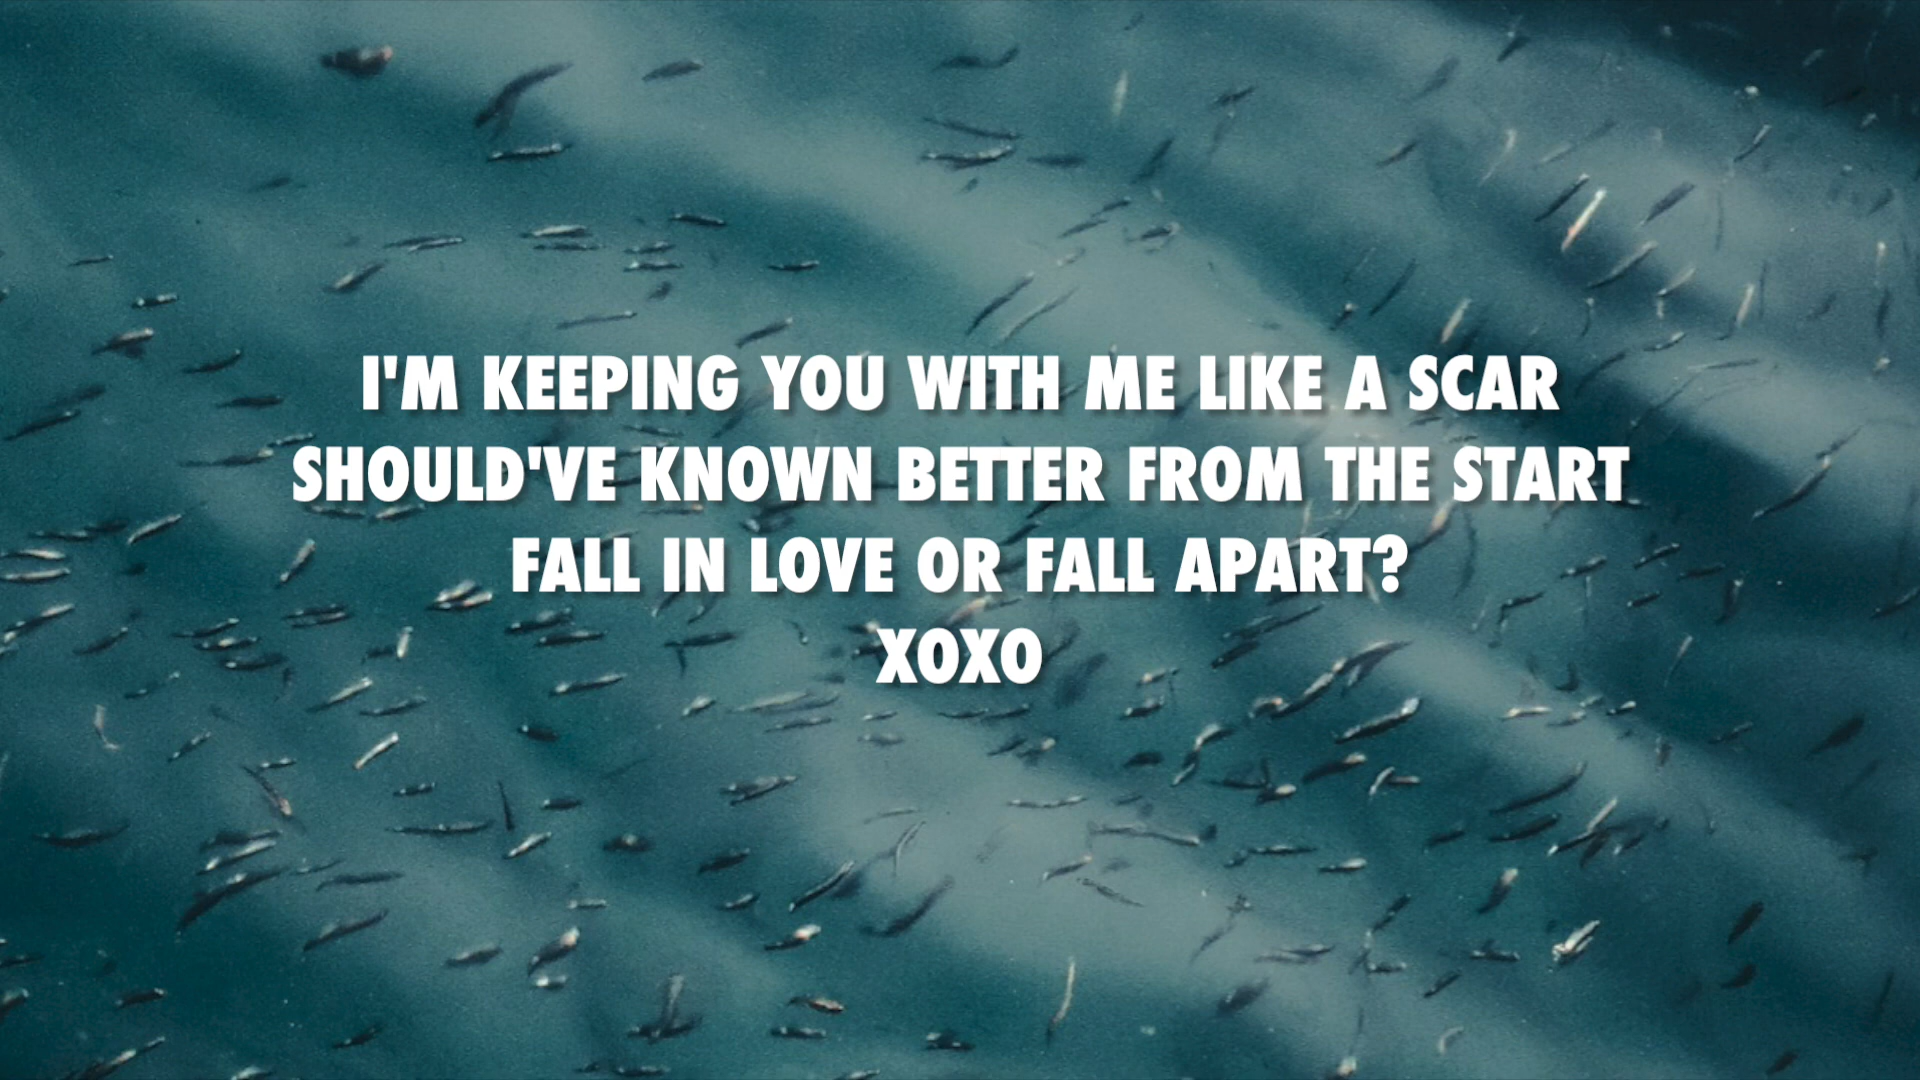 I'M KEEPING YOU WITH ME LIKE A SCAR
SHOULD'VE KNOWN BETTER FROM THE START
FALL IN LOVE OR FALL APART?
XOXO